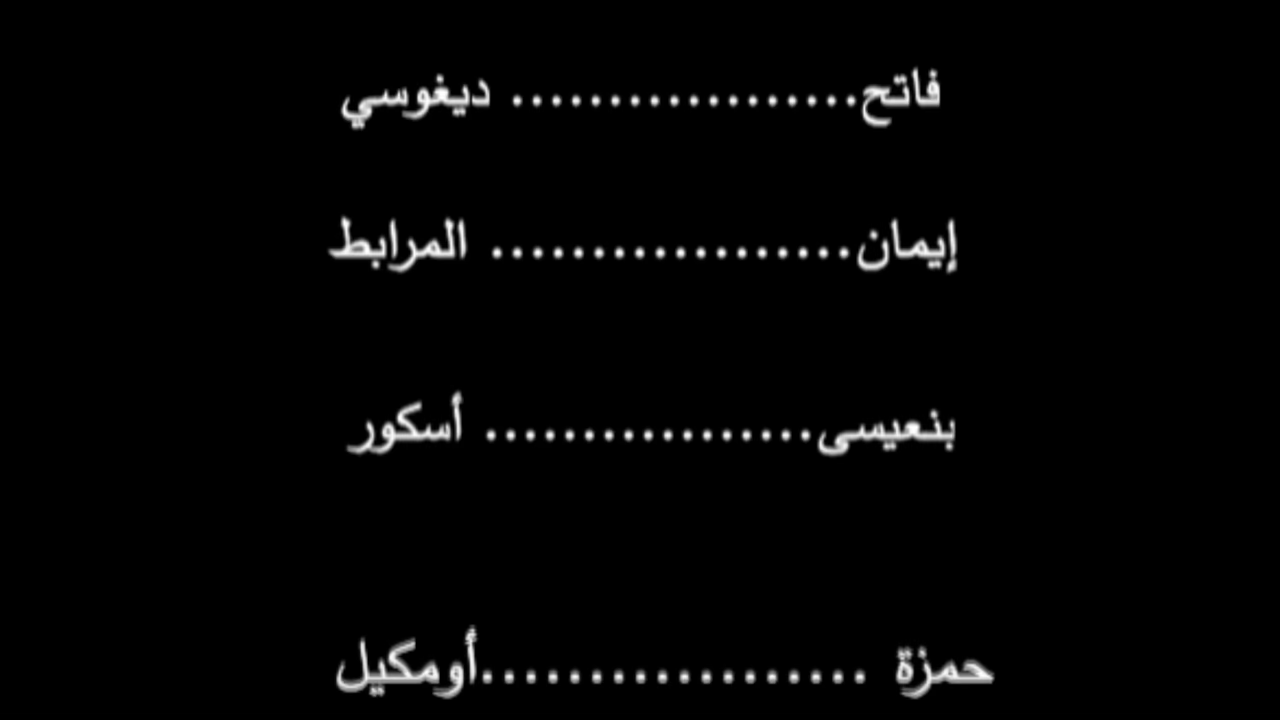 فاتح.................. ديغوسي
إيمان.................. المرابط
بنعيسى................. أسكور
حمزة ..................أومكيل